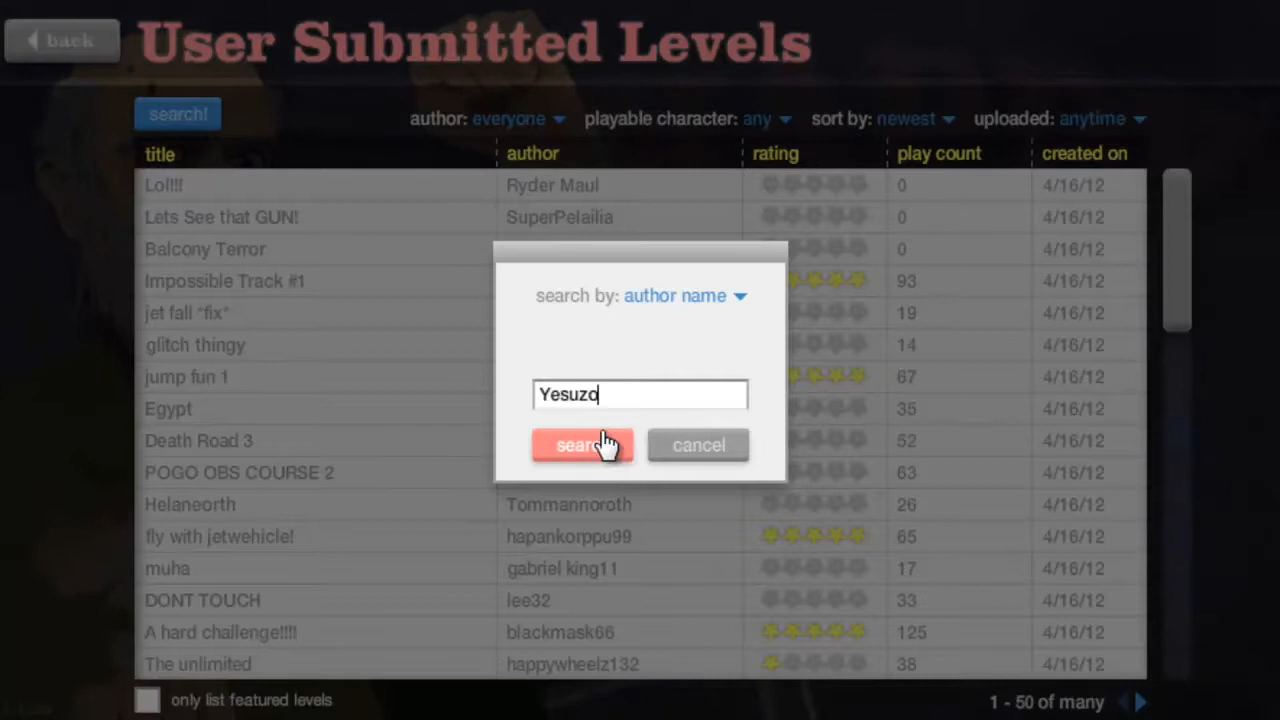 back
User Submitted Levels
search!
author: everyone playable character: any sort by: newest uploaded: anytime
title author rating play count created on
Lol!!! Ryder Maul 0 4/16/12
Lets See that GUN! SuperPelailia 0 4/16/12
Balcony Terror 0 4/16/12
Impossible Track #1 93 4/16/12
jet fall *fix* 19 4/16/12
glitch thingy 14 4/16/12
jump fun 1 67 4/16/12
Egypt 35 4/16/12
Death Road 3 52 4/16/12
POGO OBS COURSE 2 63 4/16/12
Helaneorth Tommannoroth 26 4/16/12
fly with jetwehicle! hapankorppu99 65 4/16/12
muha gabriel king11 17 4/16/12
DONT TOUCH lee32 33 4/16/12
A hard challenge!!!! blackmask66 125 4/16/12
The unlimited happywheelz132 38 4/16/12
search by: author name
Yesuzo
cancel
only list featured levels
1 - 50 of many